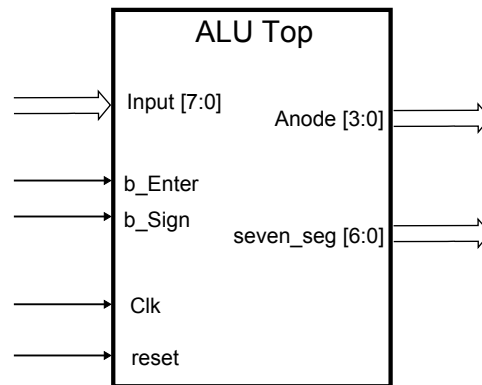 ALU Top
Input [7:0]
Anode [3:0]
b_Enter
b_Sign
seven_seg [6:0]
Clk
reset